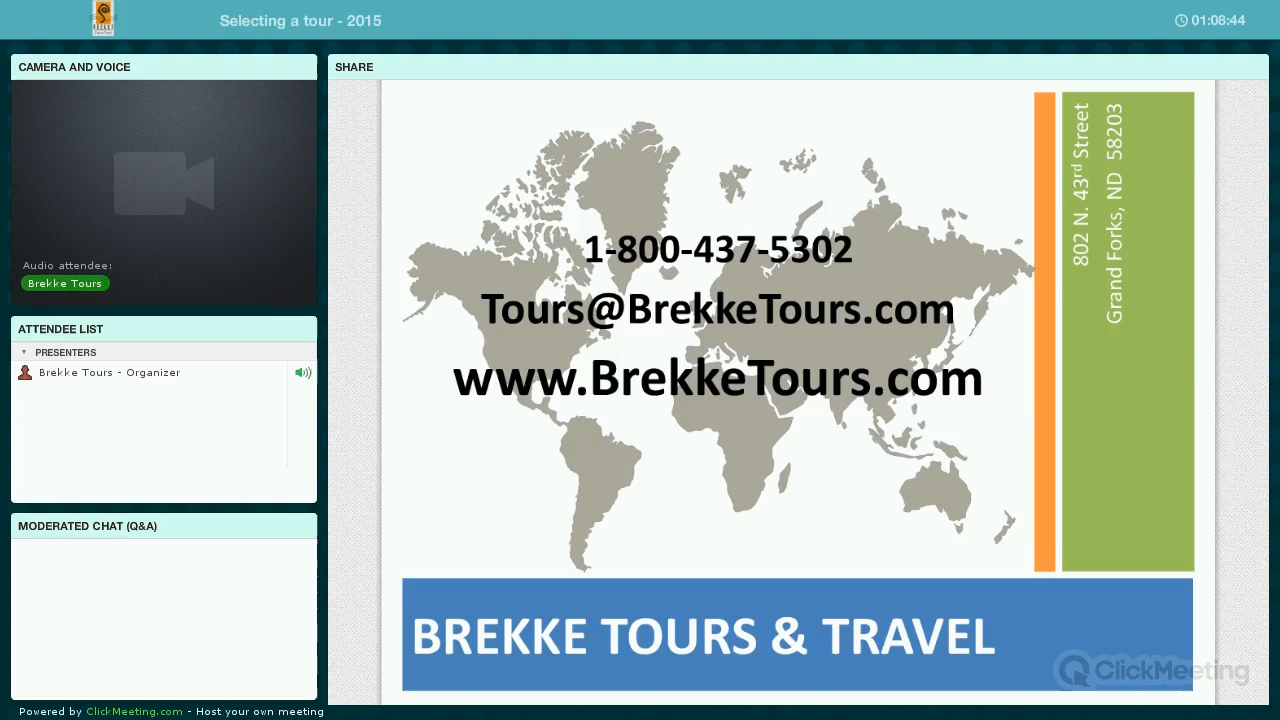 Selecting a tour - 2015
01:08:44
CAMERA AND VOICE
Audio attendee:
Brekke Tours
ATTENDEE LIST
PRESENTERS
Brekke Tours - Organizer
MODERATED CHAT (Q&A)
SHARE
1-800-437-5302
Tours@BrekkeTours.com
www.BrekkeTours.com
802 N. 43rd Street
Grand Forks, ND 58203
BREKKE TOURS & TRAVEL
ClickMeeting
Powered by ClickMeeting.com - Host your own meeting